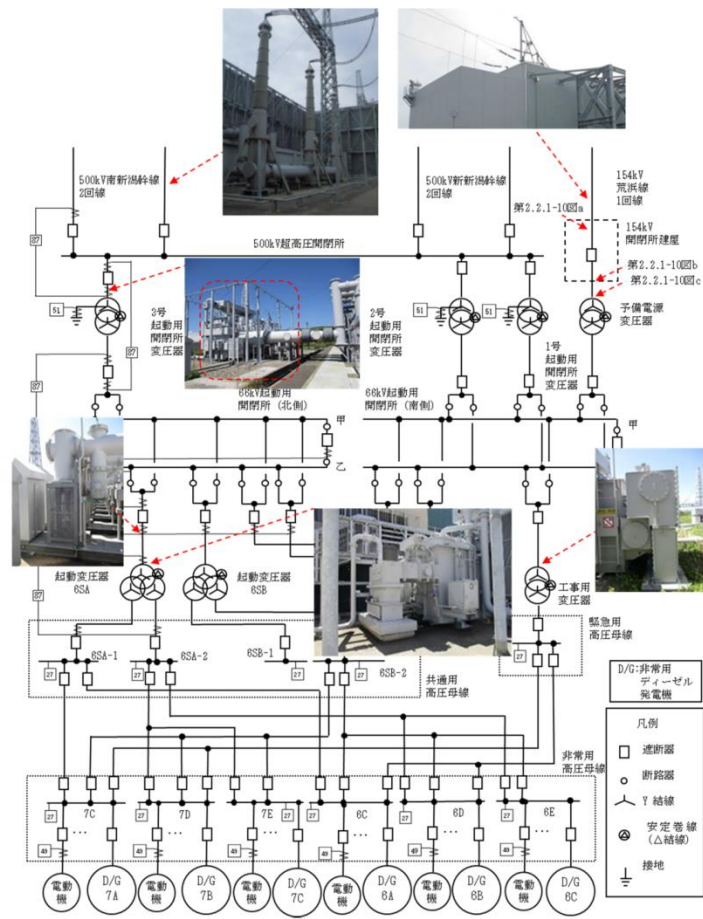 500kV南新潟幹線
2回線
500kV新新潟幹線
2回線
154kV
荒浜線
1回線
第2.2.1-10図a
154kV
開閉所建屋
87
500kV超高圧開閉所
第2.2.1-10図b
第2.2.1-10図c
51
3号
起動用
開閉所
変圧器
87
2号
起動用
開閉所
変圧器
51
51
予備電源
変圧器
1号
起動用
開閉所
変圧器
87
66kV起動用
開閉所(北側)
66kV起動用
開閉所(南側)
甲
甲
乙
起動変圧器
6SA
起動変圧器
6SB
工事用
変圧器
87
緊急用
高圧母線
6SA-1
6SA-2
6SB-1
6SB-2
27
27
27
27
27
共通用
高圧母線
D/G:非常用
ディーゼル
発電機
非常用
高圧母線
7C
7D
7E
6C
6D
6E
27
27
27
27
27
27
…
…
…
…
…
…
49
49
49
49
49
49
電動機
D/G
7A
電動機
D/G
7B
電動機
D/G
7C
電動機
D/G
6A
電動機
D/G
6B
電動機
D/G
6C
凡例
遮断器
断路器
Y結線
安定巻線
(△結線)
接地